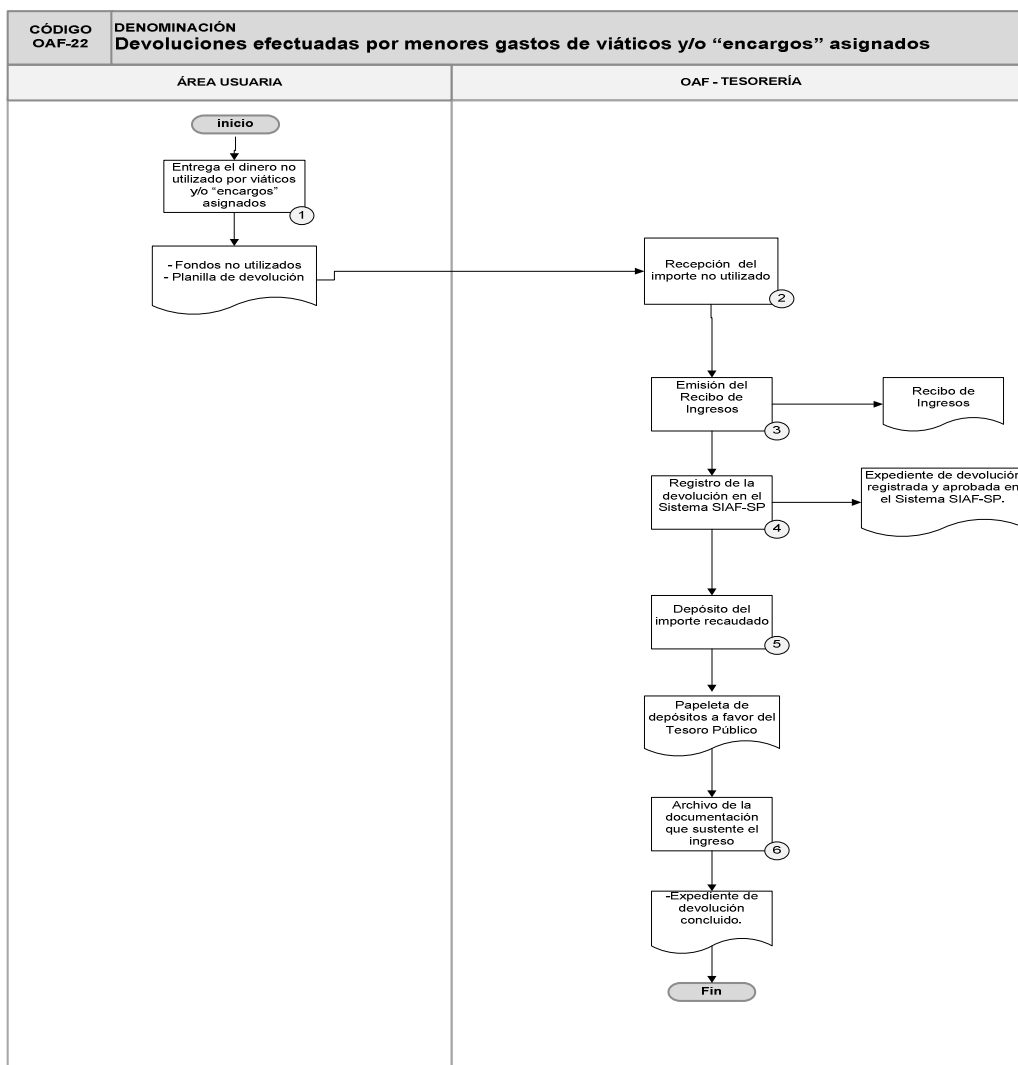 CÓDIGO
OAF-22
DENOMINACIÓN
Devoluciones efectuadas por menores gastos de viáticos y/o “encargos” asignados
ÁREA USUARIA
OAF - TESORERÍA
inicio
Entrega el dinero no
utilizado por viáticos
y/o “encargos”
asignados
1
- Fondos no utilizados
- Planilla de devolución
Recepción del
importe no utilizado
2
Emisión del
Recibo de
Ingresos
3
Recibo de
Ingresos
Registro de la
devolución en el
Sistema SIAF-SP
4
Expediente de devolución
registrada y aprobada en
el Sistema SIAF-SP.
Depósito del
importe recaudado
5
Papeleta de
depósitos a favor del
Tesoro Público
Archivo de la
documentación
que sustente el
ingreso
6
-Expediente de
devolución
concluido.
Fin